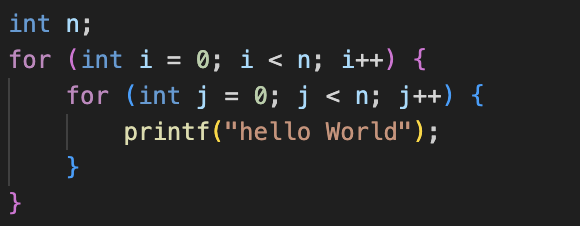 int n;
for (int i = 0; i < n; i++) {
    for (int j = 0; j < n; j++) {
        printf("hello World");
    }
}